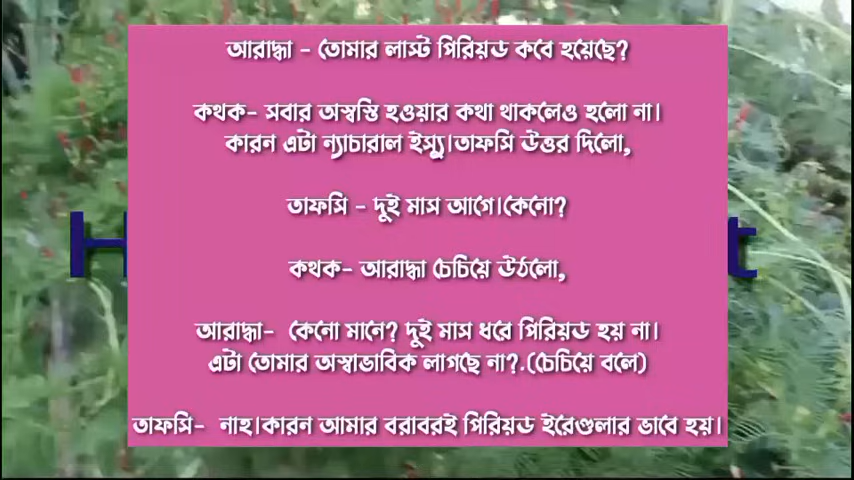 আরাদ্ধা - তোমার লাস্ট পিরিয়ড কবে হয়েছে?
কথক- সবার অস্বস্তি হওয়ার কথা থাকলেও হলো না।
কারন এটা ন্যাচারাল ইস্যু।তাফসি উত্তর দিলো,
তাফসি - দুই মাস আগে।কেনো?
কথক- আরাদ্ধা চেচিয়ে উঠলো,
আরাদ্ধা- কেনো মানে? দুই মাস ধরে পিরিয়ড হয় না।
এটা তোমার অস্বাভাবিক লাগছে না?.(চেচিয়ে বলে)
তাফসি- নাহ।কারন আমার বরাবরই পিরিয়ড ইরেগুলার ভাবে হয়।